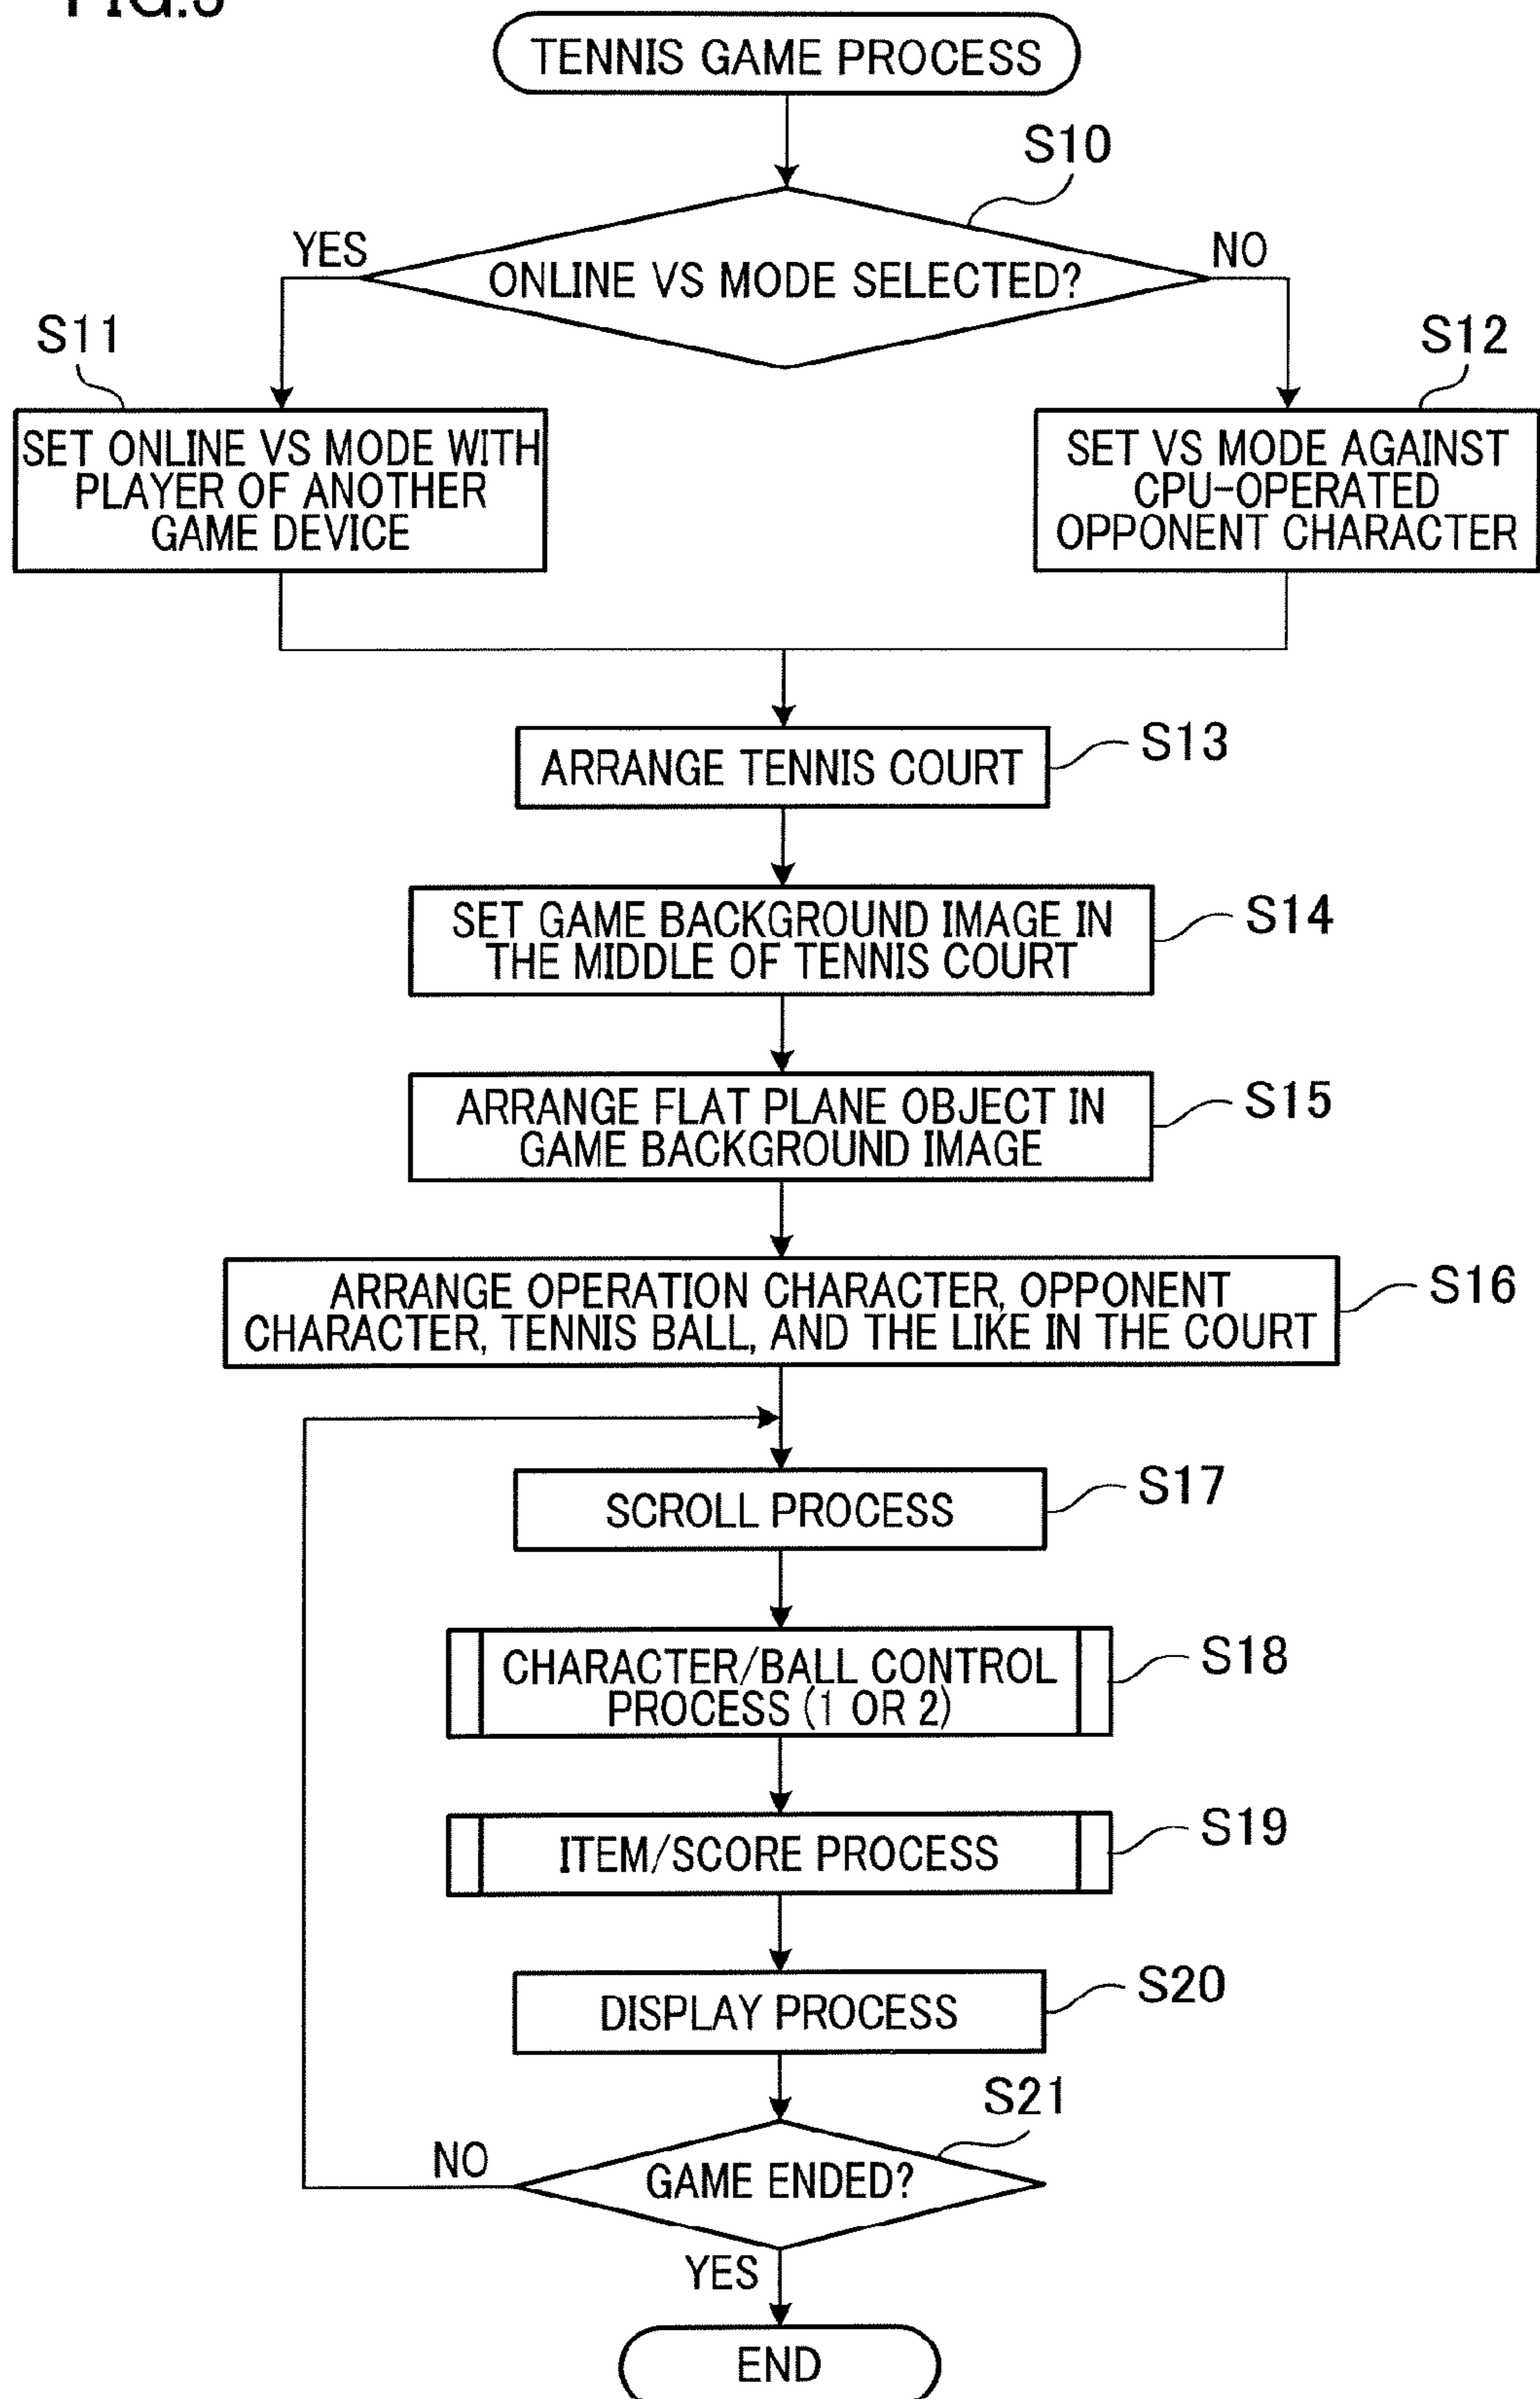 TENNIS GAME PROCESS
S10
YES
NO
ONLINE VS MODE SELECTED?
S11
S12
SET ONLINE VS MODE WITH
PLAYER OF ANOTHER
GAME DEVICE
SET VS MODE AGAINST
CPU-OPERATED
OPPONENT CHARACTER
ARRANGE TENNIS COURT
S13
SET GAME BACKGROUND IMAGE IN
THE MIDDLE OF TENNIS COURT
S14
ARRANGE FLAT PLANE OBJECT IN
GAME BACKGROUND IMAGE
S15
ARRANGE OPERATION CHARACTER, OPPONENT
CHARACTER, TENNIS BALL, AND THE LIKE IN THE COURT
S16
SCROLL PROCESS
S17
CHARACTER/BALL CONTROL
PROCESS (1 OR 2)
S18
ITEM/SCORE PROCESS
S19
DISPLAY PROCESS
S20
S21
NO
GAME ENDED?
YES
END